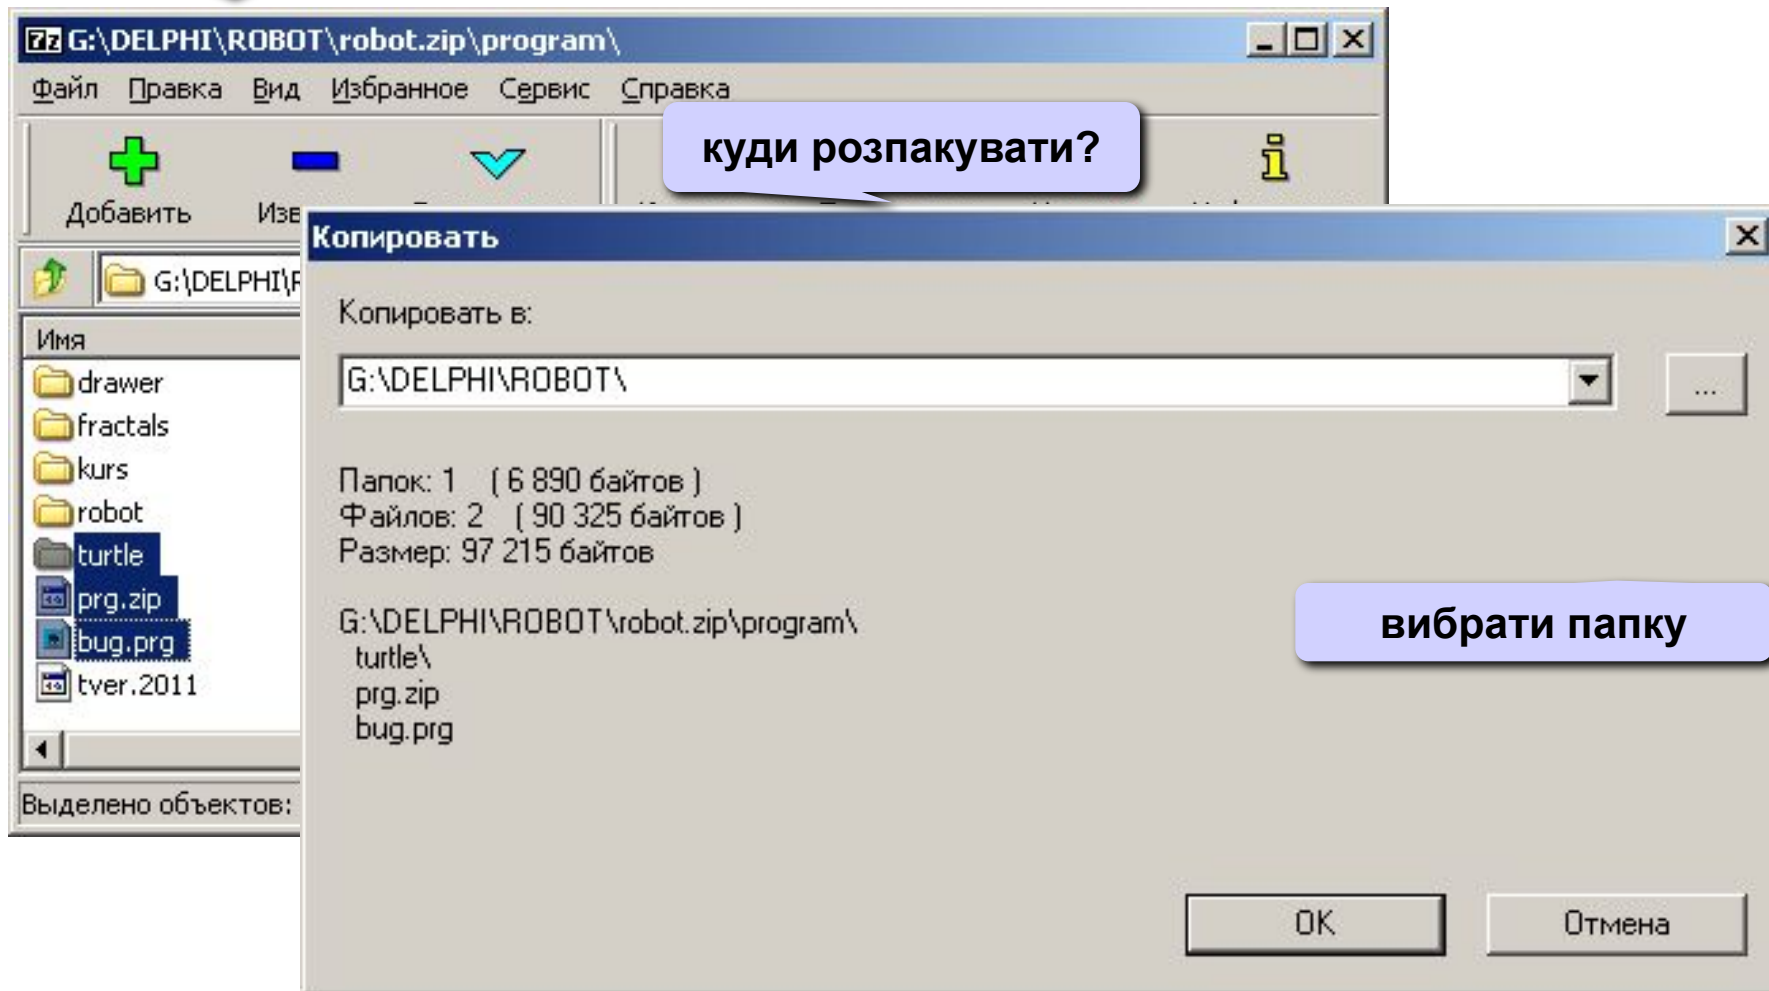 7z G:\DELPHI\ROBOT\robot.zip\program\
Файл Правка Вид Избранное Сервис Справка
куди розпакувати?
Добавить
Копировать
G:\DELPHI\
Копировать в:
Имя
G:\DELPHI\ROBOT\
...
drawer
fractals
kurs
robot
turtle
prg.zip
bug.prg
tver.2011
Папок: 1 ( 6 890 байтов )
Файлов: 2 ( 90 325 байтов )
Размер: 97 215 байтов
G:\DELPHI\ROBOT\robot.zip\program\
turtle\
prg.zip
bug.prg
вибрати папку
Выделено объектов:
OK
Отмена